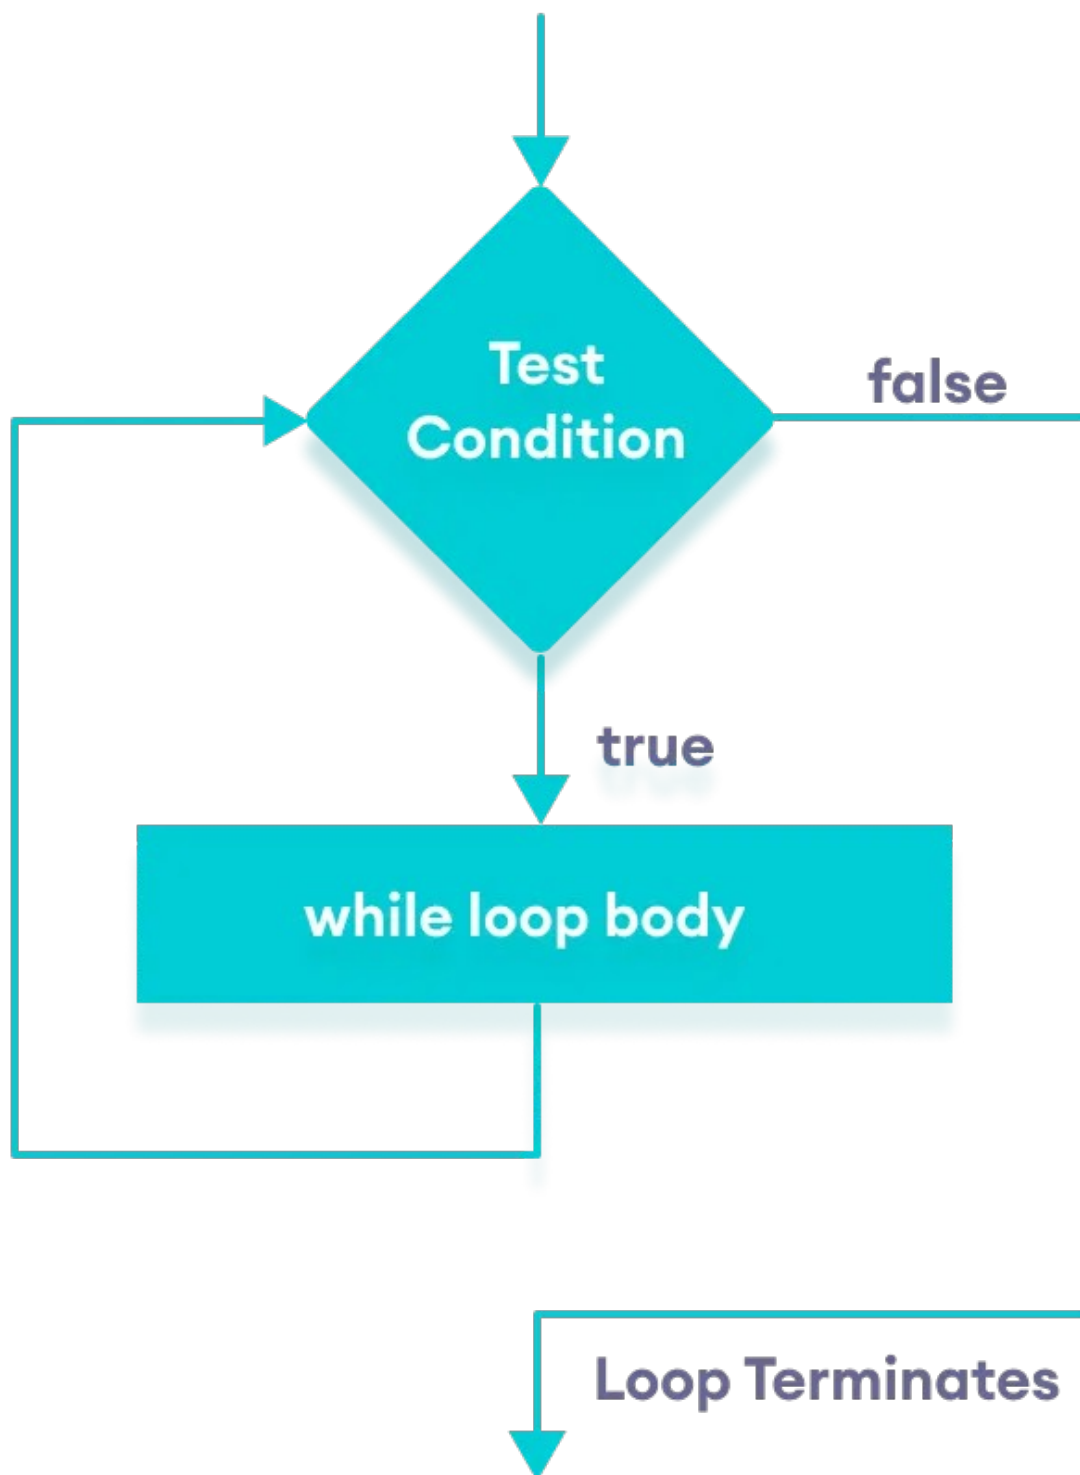 Test
Condition
false
true
while loop body
Loop Terminates